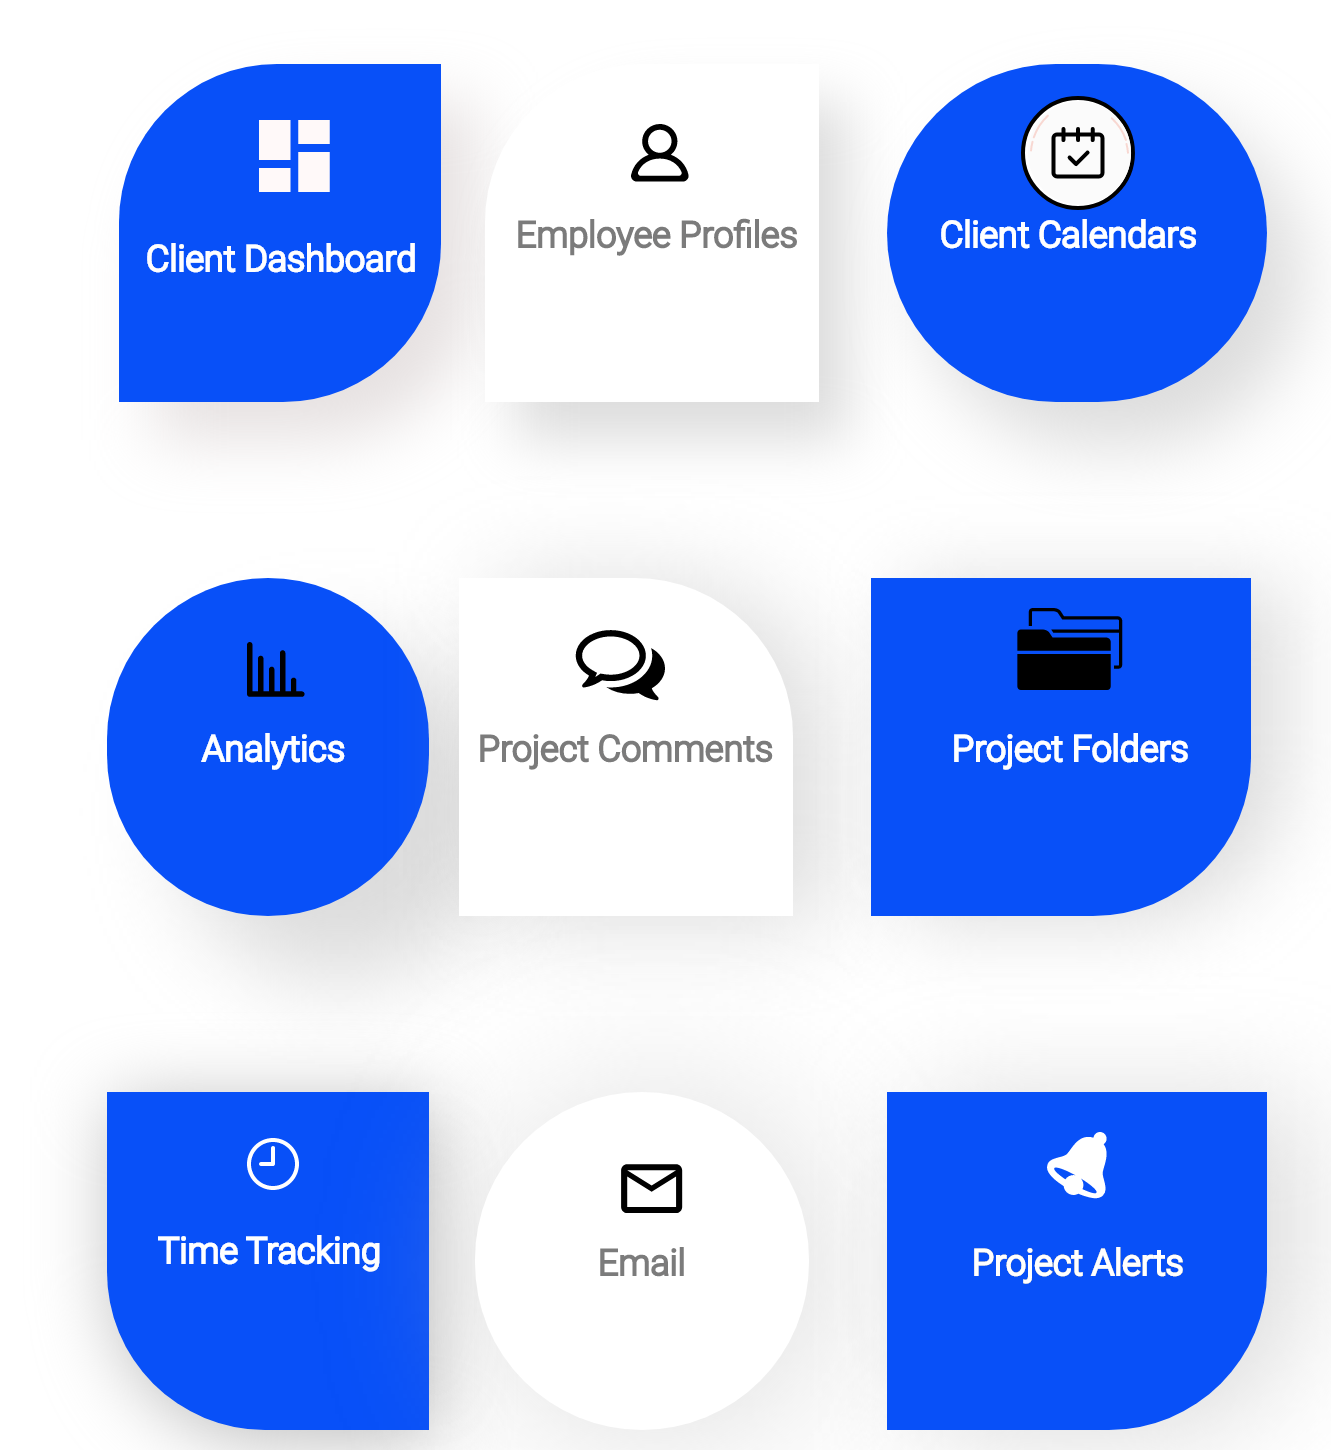 Client Dashboard
Employee Profiles
Client Calendars
Analytics
Project Comments
Project Folders
Time Tracking
Email
Project Alerts